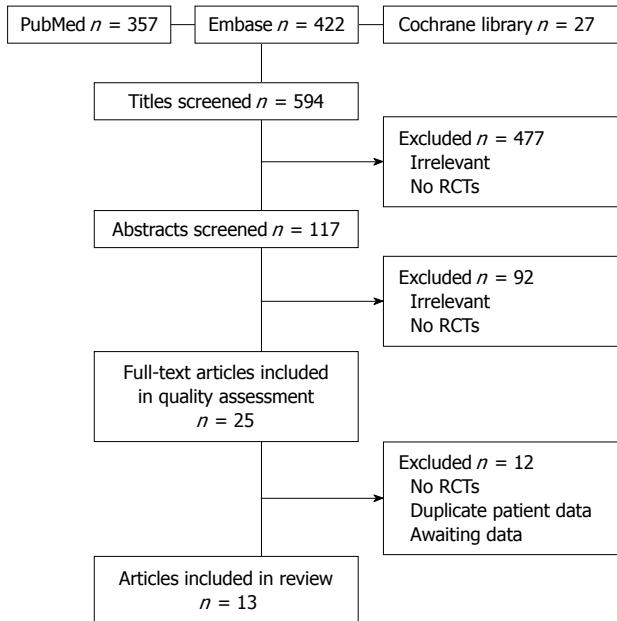 PubMed n = 357
Embase n = 422
Cochrane library n = 27
Titles screened n = 594
Excluded n = 477
Irrelevant
No RCTs
Abstracts screened n = 117
Excluded n = 92
Irrelevant
No RCTs
Full-text articles included
in quality assessment
n = 25
Excluded n = 12
No RCTs
Duplicate patient data
Awaiting data
Articles included in review
n = 13